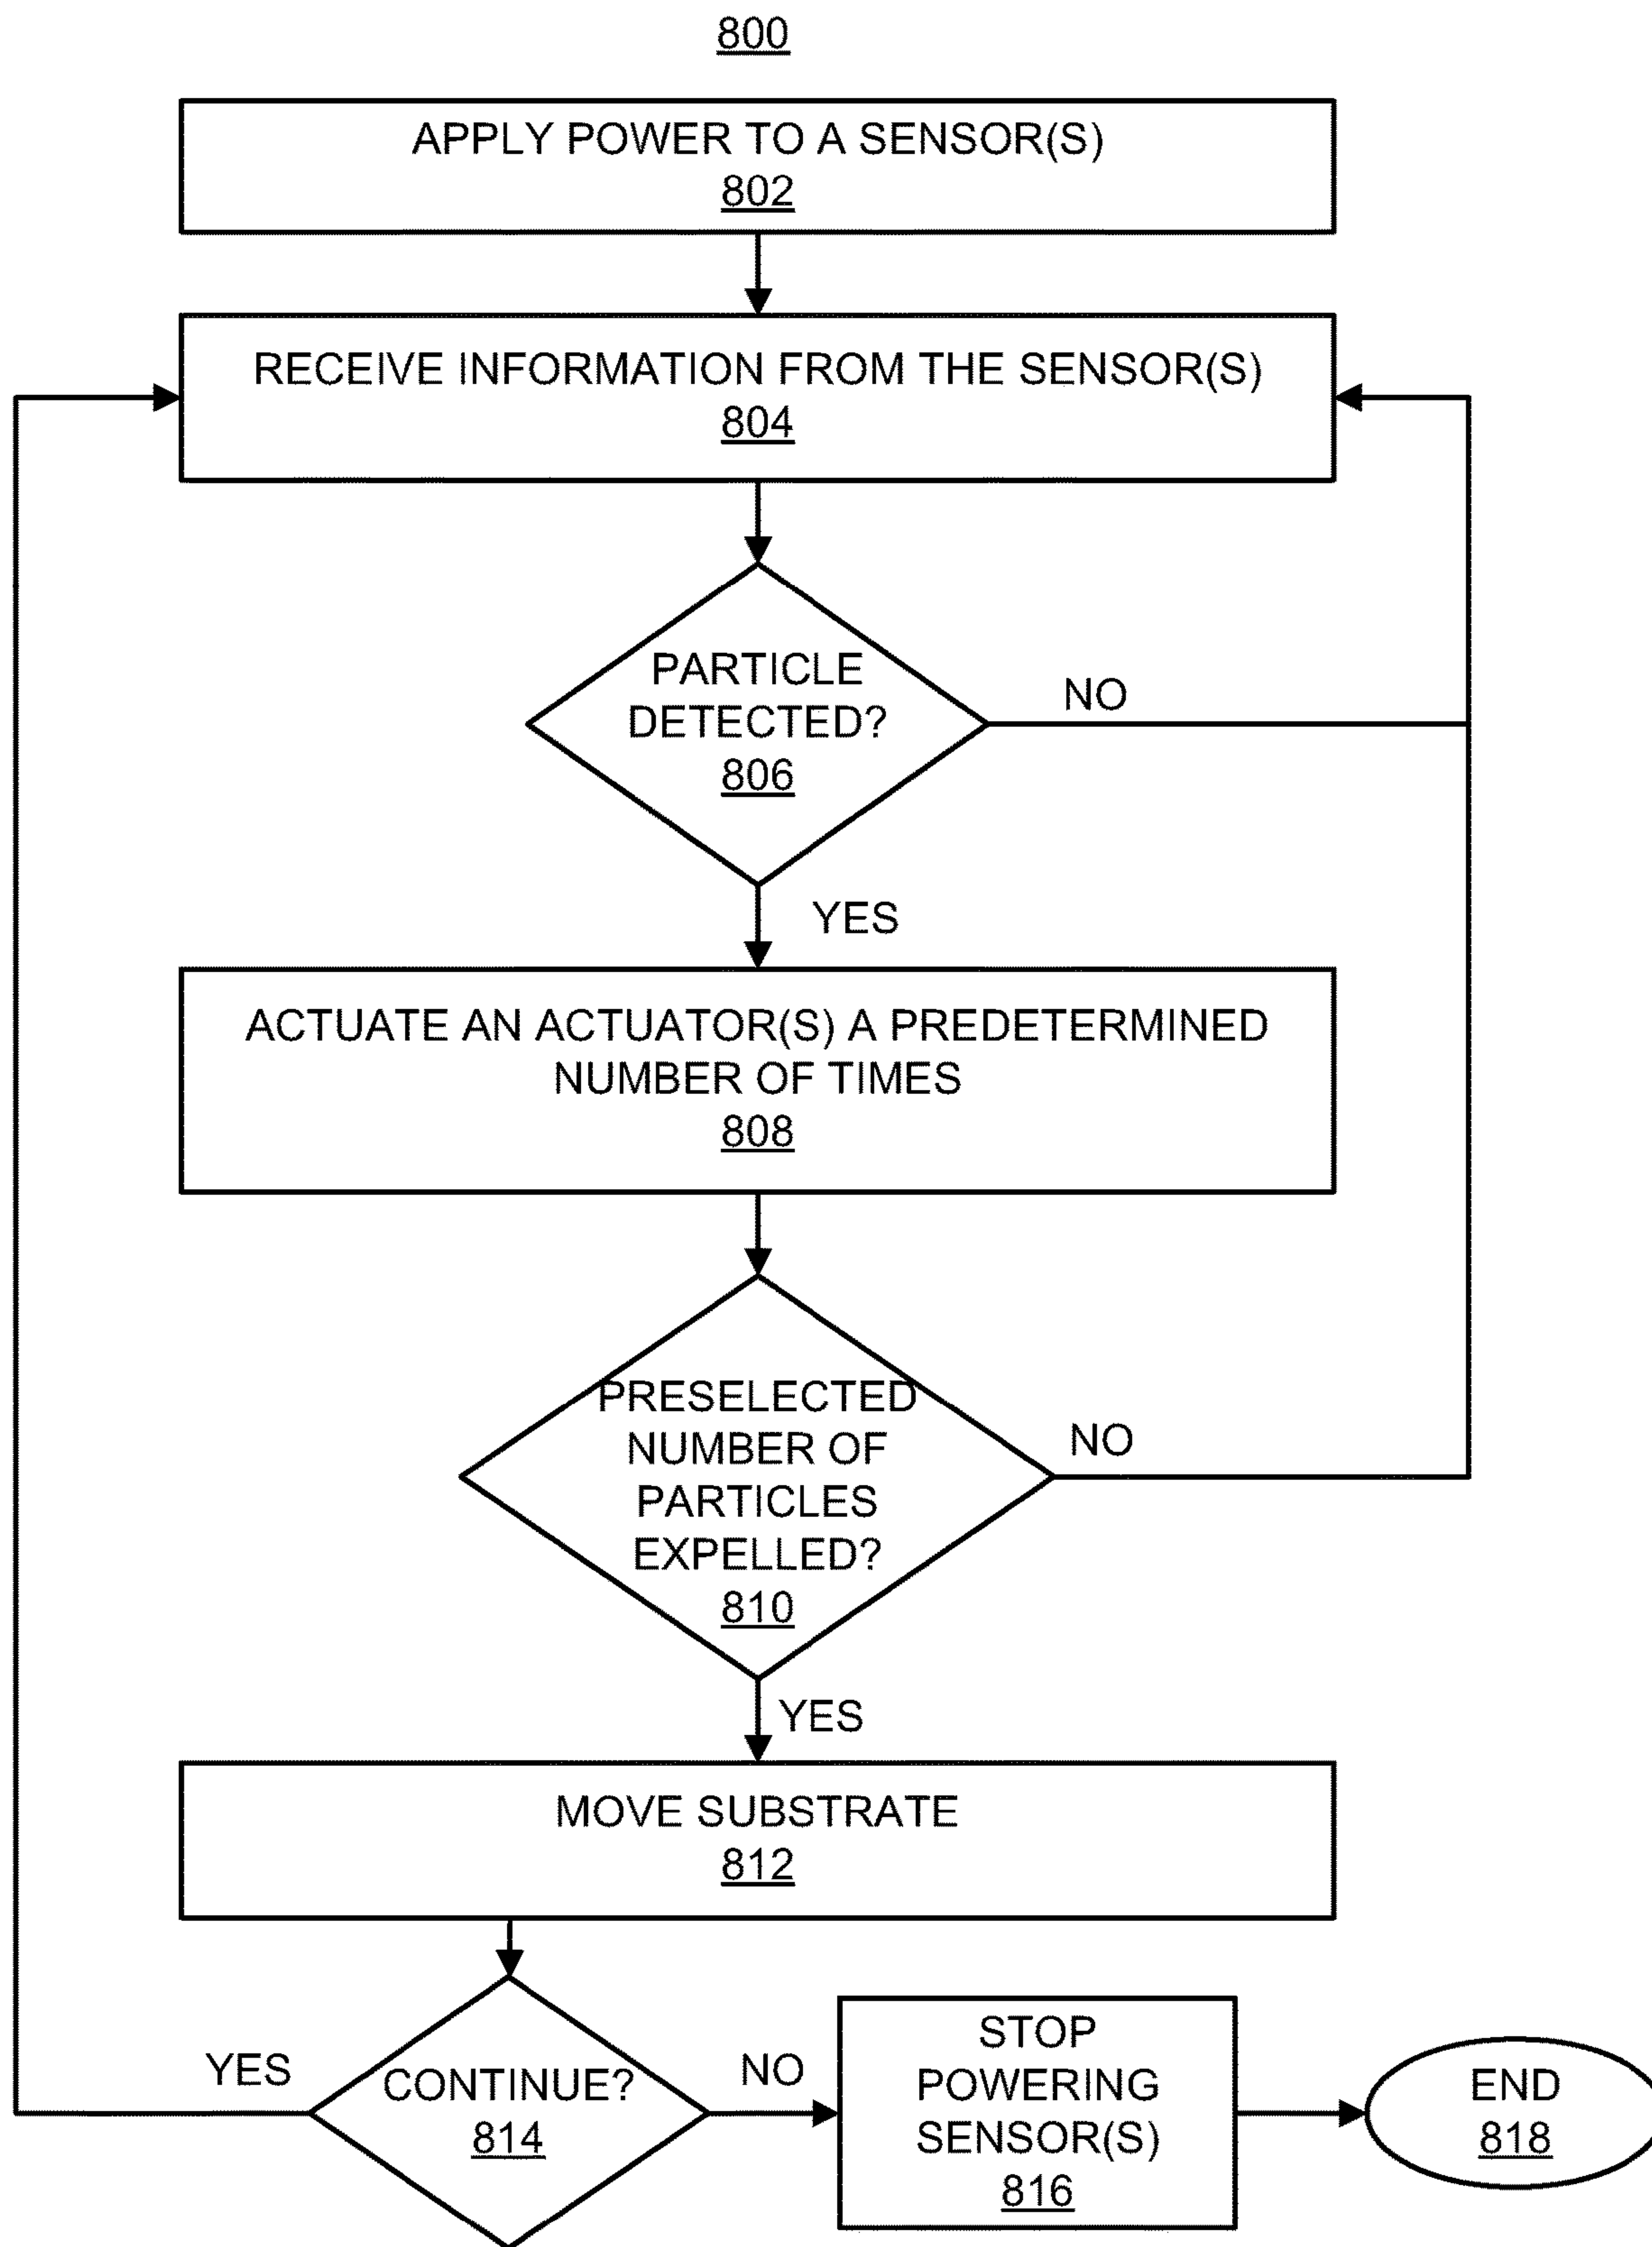 800
APPLY POWER TO A SENSOR(S)
802
RECEIVE INFORMATION FROM THE SENSOR(S)
804
PARTICLE
DETECTED?
806
NO
YES
ACTUATE AN ACTUATOR(S) A PREDETERMINED
NUMBER OF TIMES
808
PRESELECTED
NUMBER OF
PARTICLES
EXPELLED?
810
NO
YES
MOVE SUBSTRATE
812
YES
CONTINUE?
814
NO
STOP
POWERING
SENSOR(S)
816
END
818